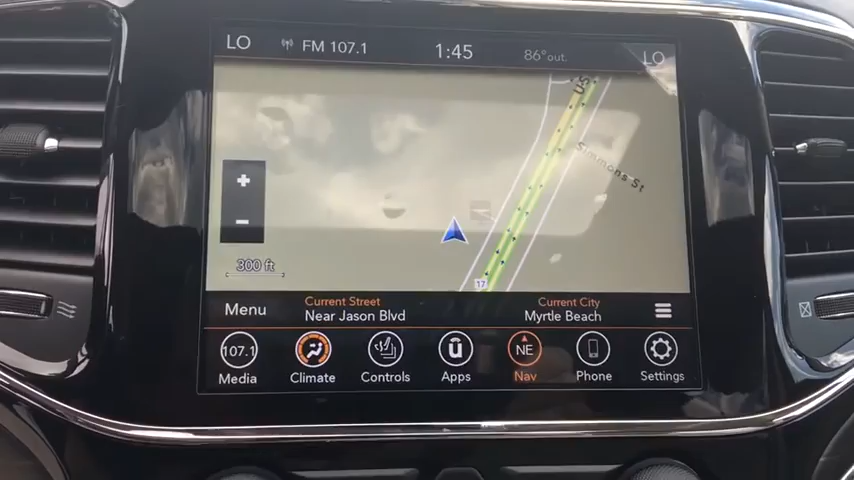 LO FM 107.1 1:45 86° out. LO
U-S
Simmons St
+
-
300 ft
17
Menu
Current Street
Near Jason Blvd
Current City
Myrtle Beach
107.1
NE
Media Climate Controls Apps Nav Phone Settings